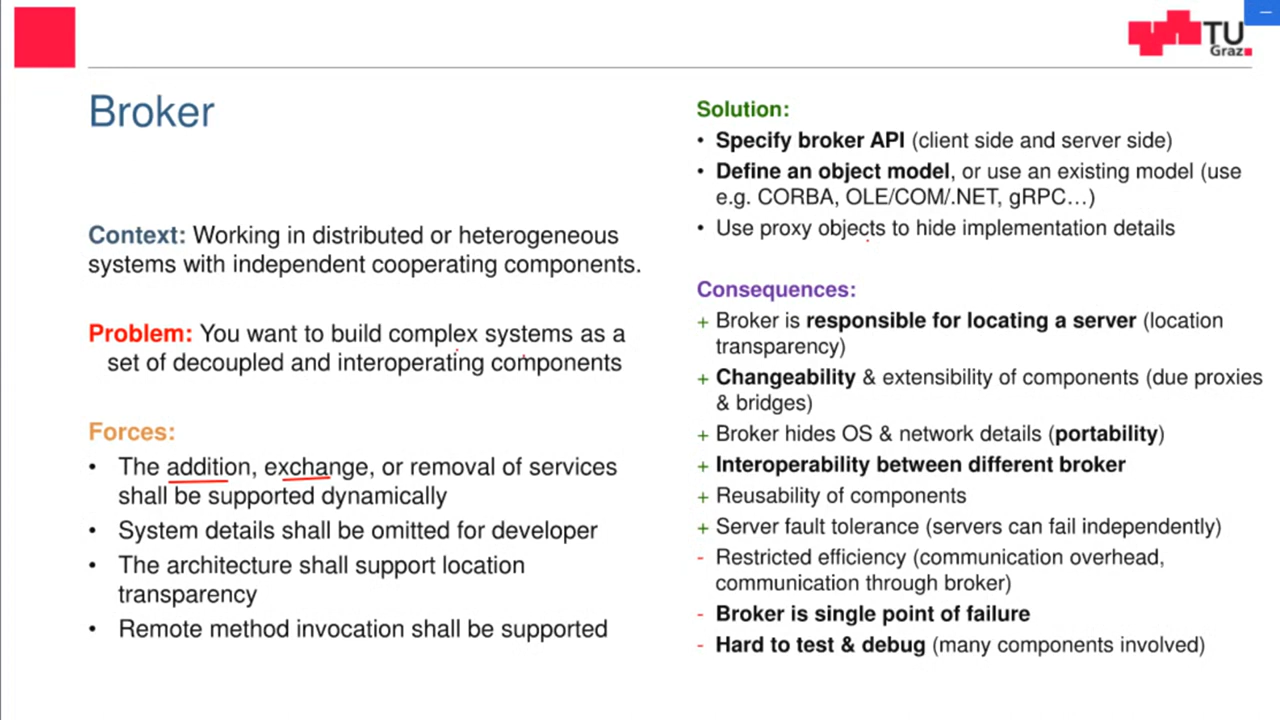 TU
Graz
Broker
Context: Working in distributed or heterogeneous
systems with independent cooperating components.
Problem: You want to build complex systems as a
set of decoupled and interoperating components
Forces:
• The addition, exchange, or removal of services
shall be supported dynamically
• System details shall be omitted for developer
• The architecture shall support location
transparency
• Remote method invocation shall be supported
Solution:
• Specify broker API (client side and server side)
• Define an object model, or use an existing model (use
e.g. CORBA, OLE/COM/.NET, gRPC…)
• Use proxy objects to hide implementation details
Consequences:
+ Broker is responsible for locating a server (location
transparency)
+ Changeability & extensibility of components (due proxies
& bridges)
+ Broker hides OS & network details (portability)
+ Interoperability between different broker
+ Reusability of components
+ Server fault tolerance (servers can fail independently)
- Restricted efficiency (communication overhead,
communication through broker)
- Broker is single point of failure
- Hard to test & debug (many components involved)